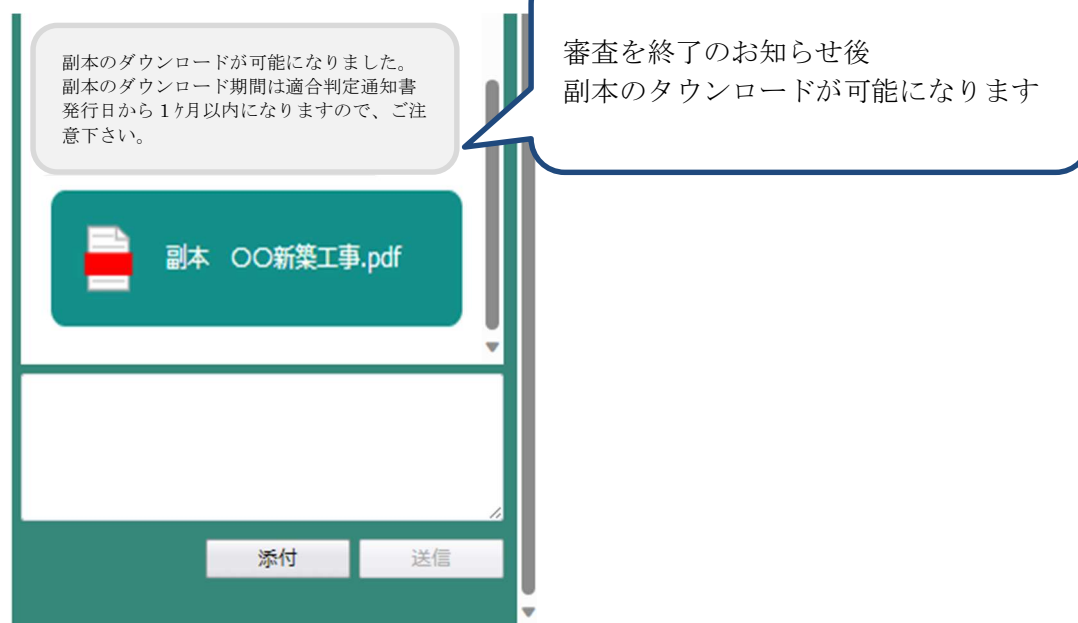 副本のダウンロードが可能になりました。
副本のダウンロード期間は適合判定通知書
発行日から１ｹ月以内になりますので、ご注
意下さい。
審査を終了のお知らせ後
副本のタウンロードが可能になります
副本　〇〇新築工事.pdf
添付
送信